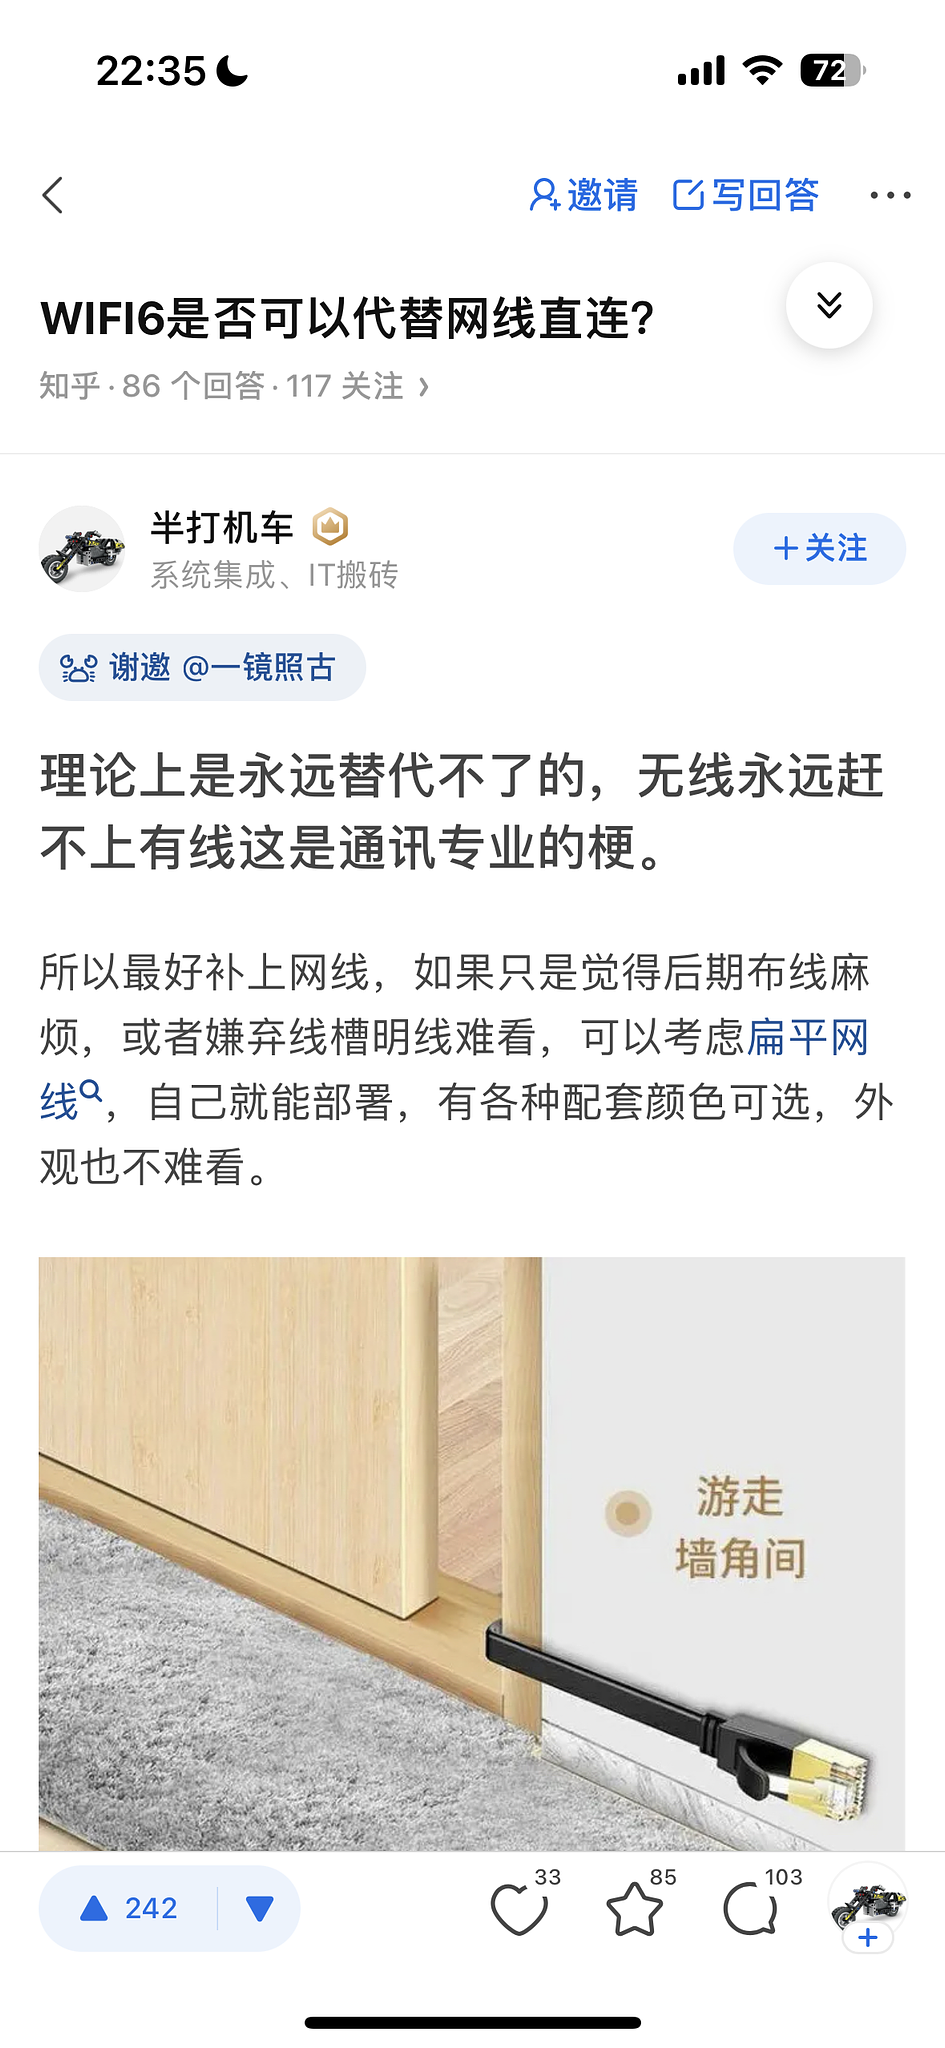 22:35
72
邀请 写回答
WIFI6是否可以代替网线直连?
知乎·86 个回答·117 关注
半打机车
系统集成、IT搬砖
+关注
谢邀 @一镜照古
理论上是永远替代不了的，无线永远赶
不上有线这是通讯专业的梗。
所以最好补上网线，如果只是觉得后期布线麻
烦，或者嫌弃线槽明线难看，可以考虑扁平网
线，自己就能部署，有各种配套颜色可选，外
观也不难看。
游走
墙角间
242
33
85
103